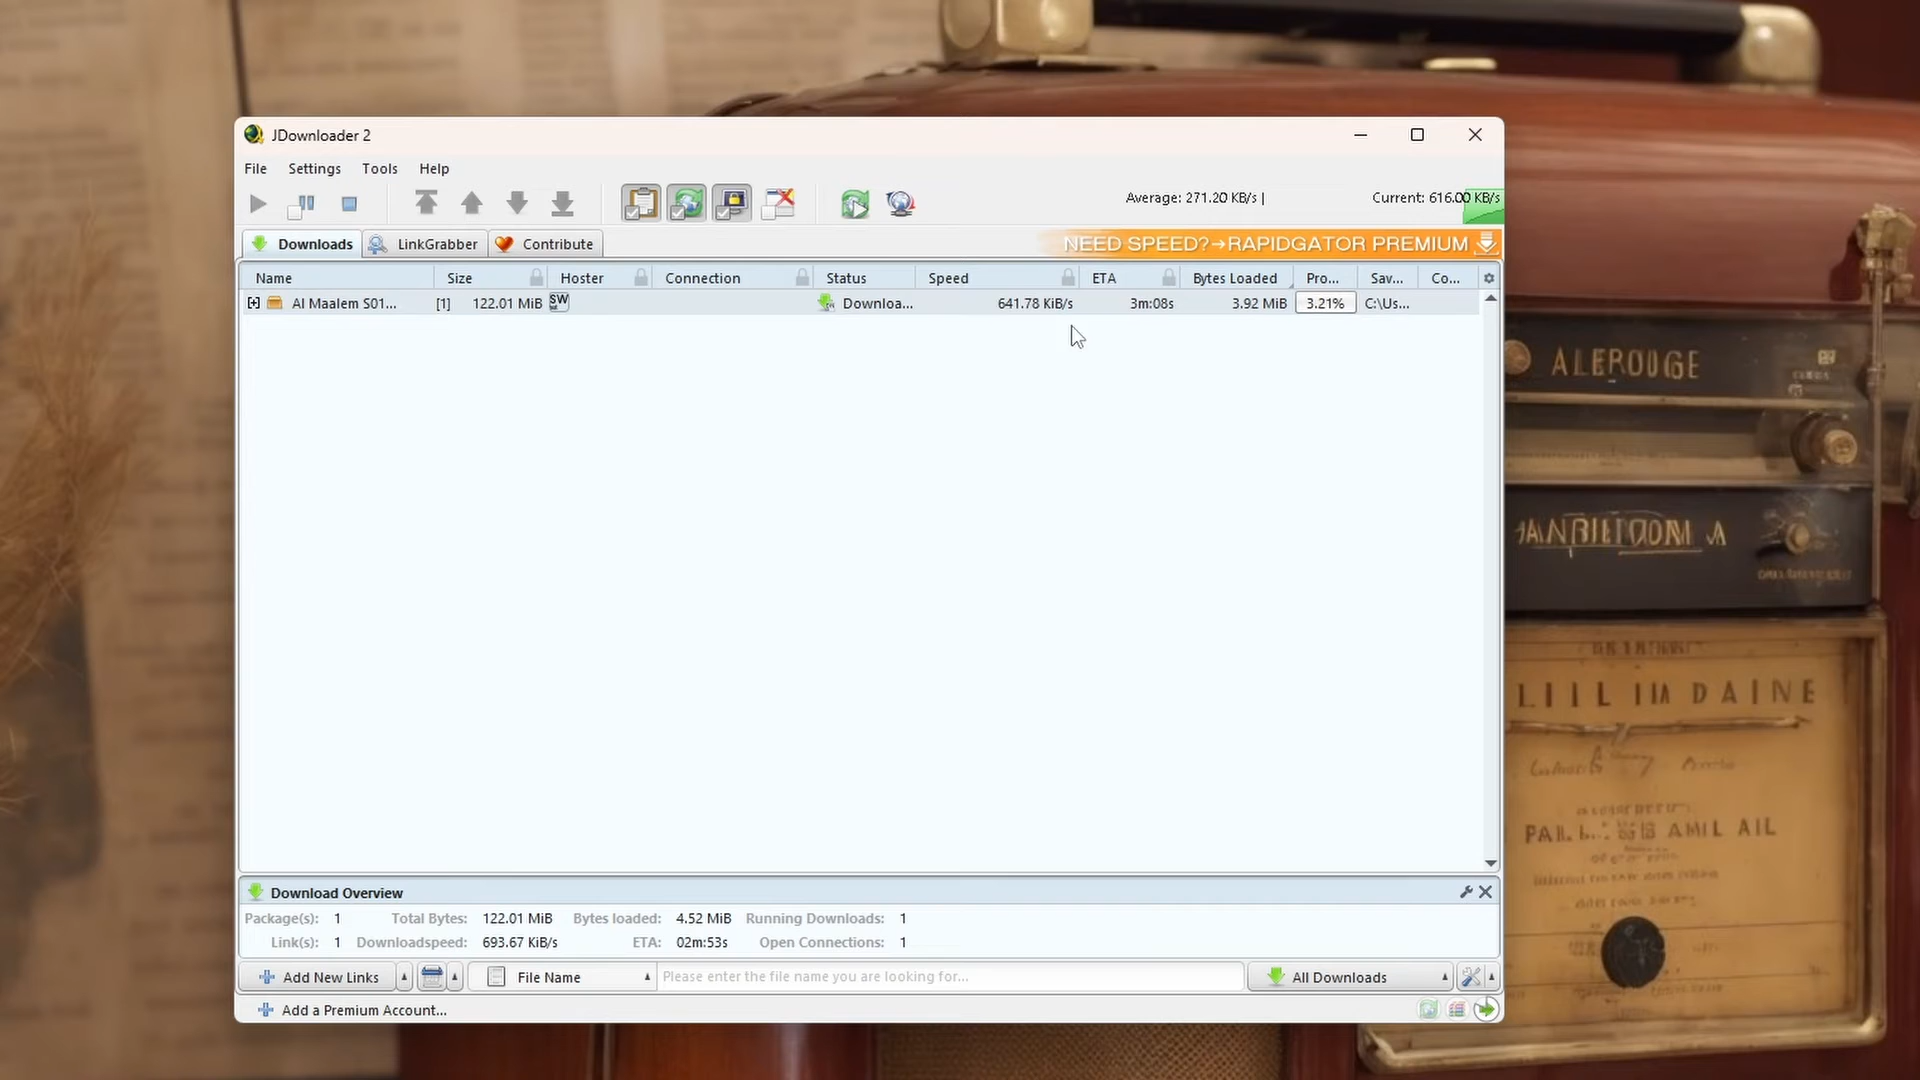 JDownloader 2
File Settings Tools Help
Average: 271.20 KB/s | Current: 616.00 KB/s
Downloads LinkGrabber Contribute NEED SPEED?→RAPIDGATOR PREMIUM
Name Size Hoster Connection Status Speed ETA Bytes Loaded Pro... Sav... Co...
Al Maalem S01... [1] 122.01 MiB SW Downloa... 641.78 KiB/s 3m:08s 3.92 MiB 3.21% C:\Us...
ALEROUGE
LILL IIA DAINE
Download Overview
Package(s): 1 Total Bytes: 122.01 MiB Bytes loaded: 4.52 MiB Running Downloads: 1
Link(s): 1 Downloadspeed: 693.67 KiB/s ETA: 02m:53s Open Connections: 1
Add New Links File Name Please enter the file name you are looking for... All Downloads
Add a Premium Account...